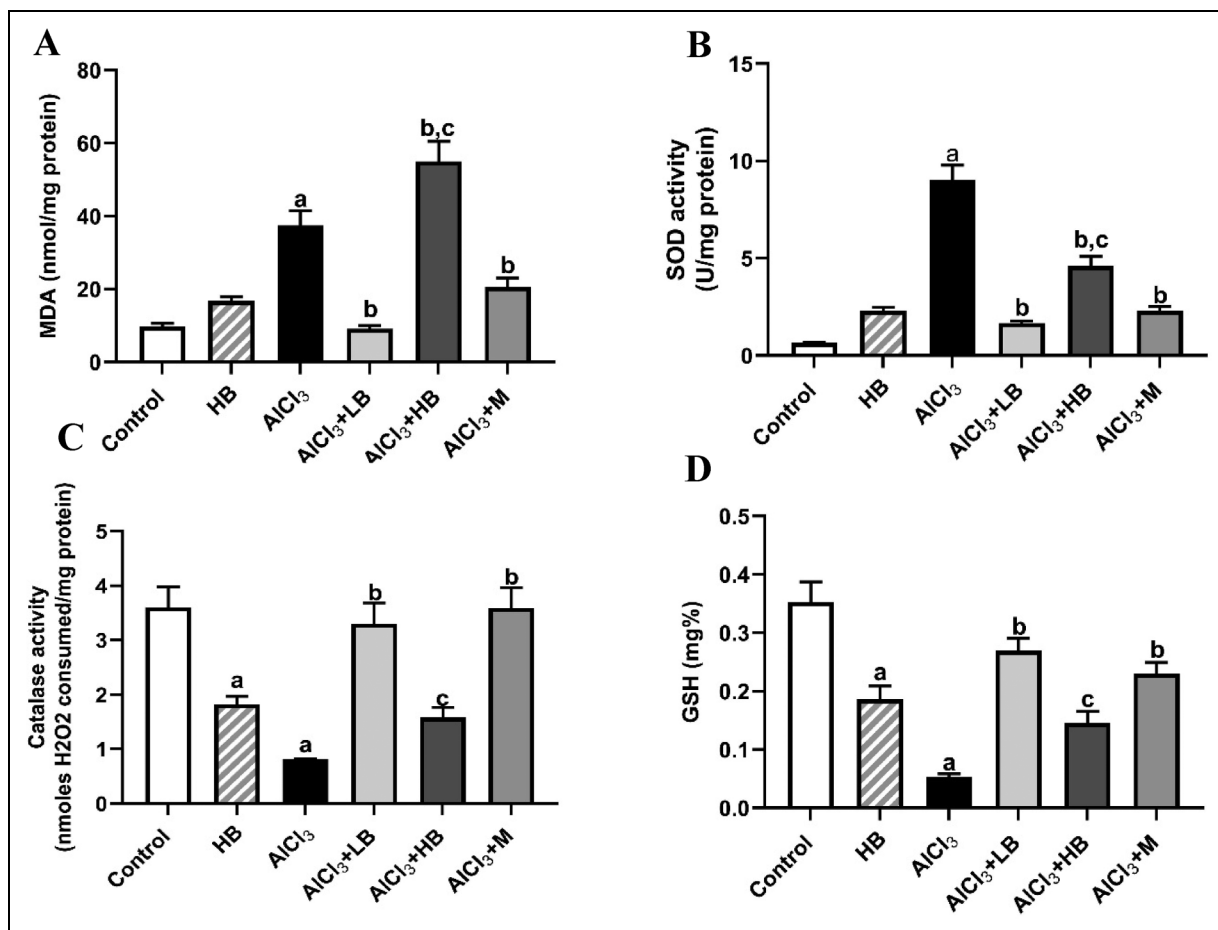 A
MDA (nmol/mg protein)
80
60
40
20
0
a
b
b,c
b
Control
HB
AlCl₃
AlCl₃+LB
AlCl₃+HB
AlCl₃+M
B
SOD activity
(U/mg protein)
15
10
5
0
a
b
b,c
b
Control
HB
AlCl₃
AlCl₃+LB
AlCl₃+HB
AlCl₃+M
C
Catalase activity
(nmoles H2O2 consumed/mg protein)
5
4
3
2
1
0
a
a
b
c
b
Control
HB
AlCl₃
AlCl₃+LB
AlCl₃+HB
AlCl₃+M
D
GSH (mg%)
0.5
0.4
0.3
0.2
0.1
0.0
a
a
b
c
b
Control
HB
AlCl₃
AlCl₃+LB
AlCl₃+HB
AlCl₃+M